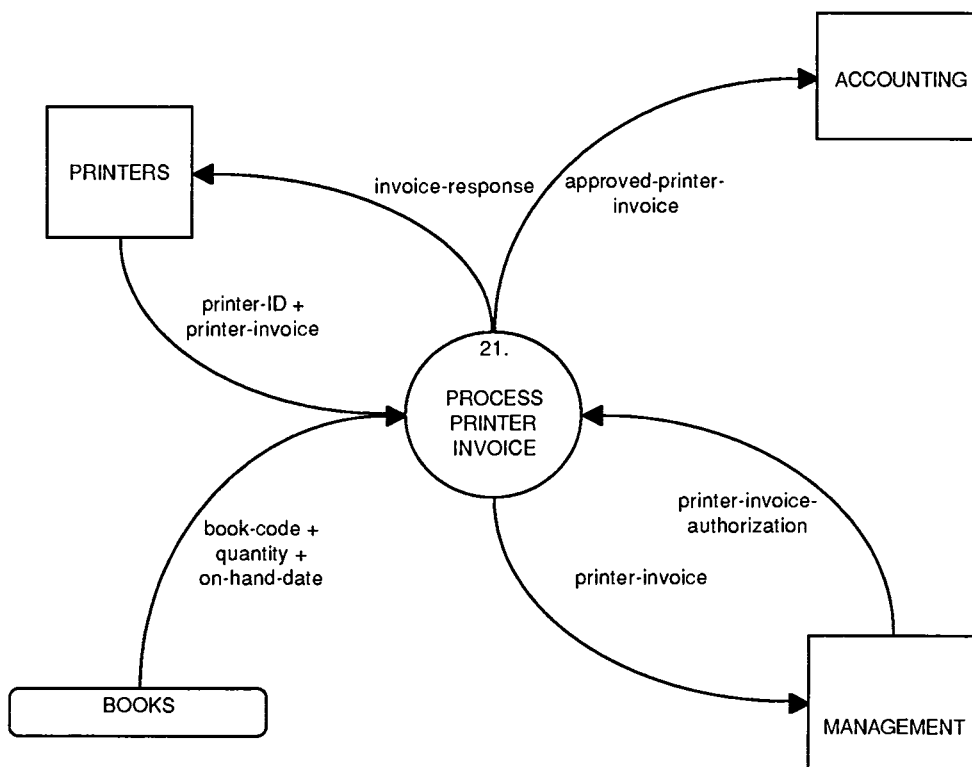 ACCOUNTING
PRINTERS
invoice-response
approved-printer-
invoice
printer-ID +
printer-invoice
21.
PROCESS
PRINTER
INVOICE
book-code +
quantity +
on-hand-date
printer-invoice-
authorization
printer-invoice
BOOKS
MANAGEMENT